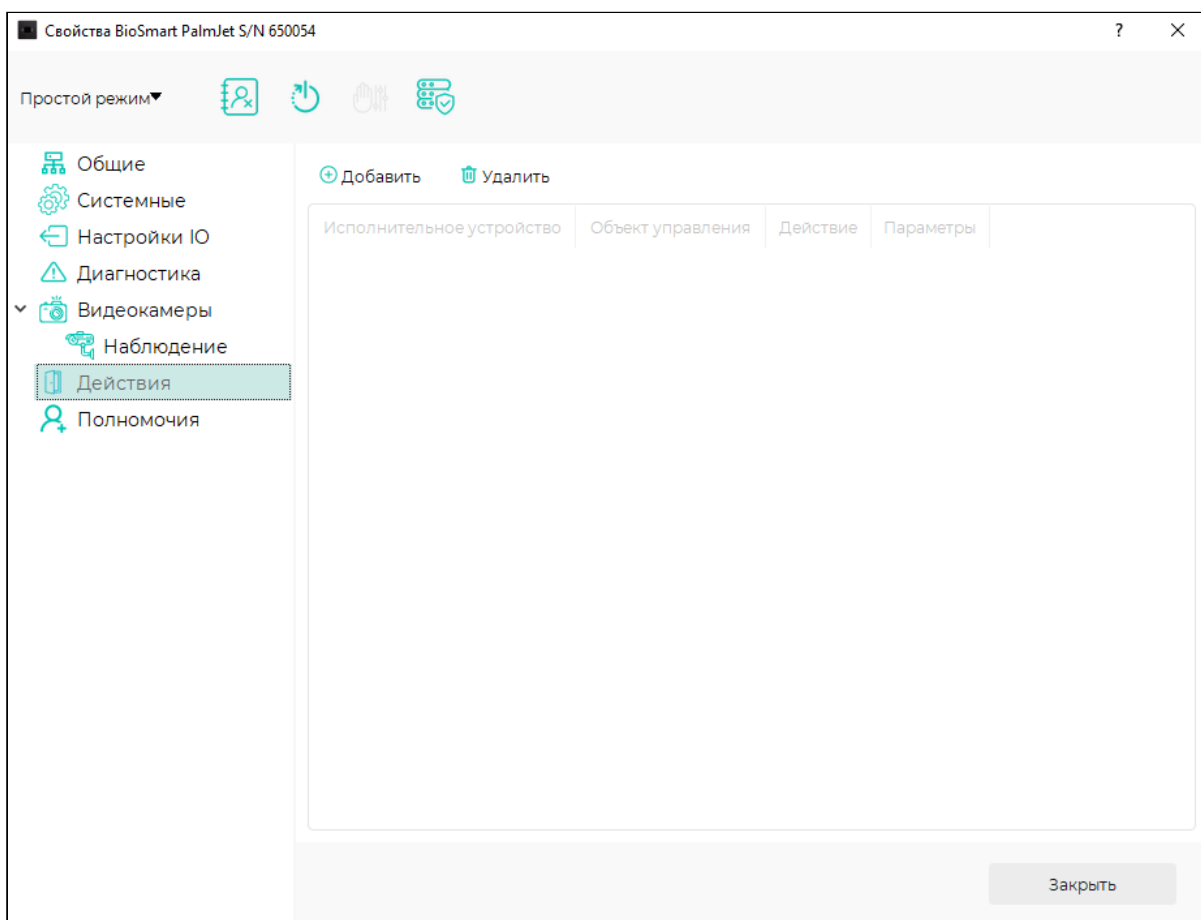 Свойства BioSmart PalmJet S/N 650054
?
Простой режим
Общие
Системные
Настройки IO
Диагностика
Видеокамеры
Наблюдение
Действия
Полномочия
Добавить Удалить
Исполнительное устройство Объект управления Действие Параметры
Закрыть